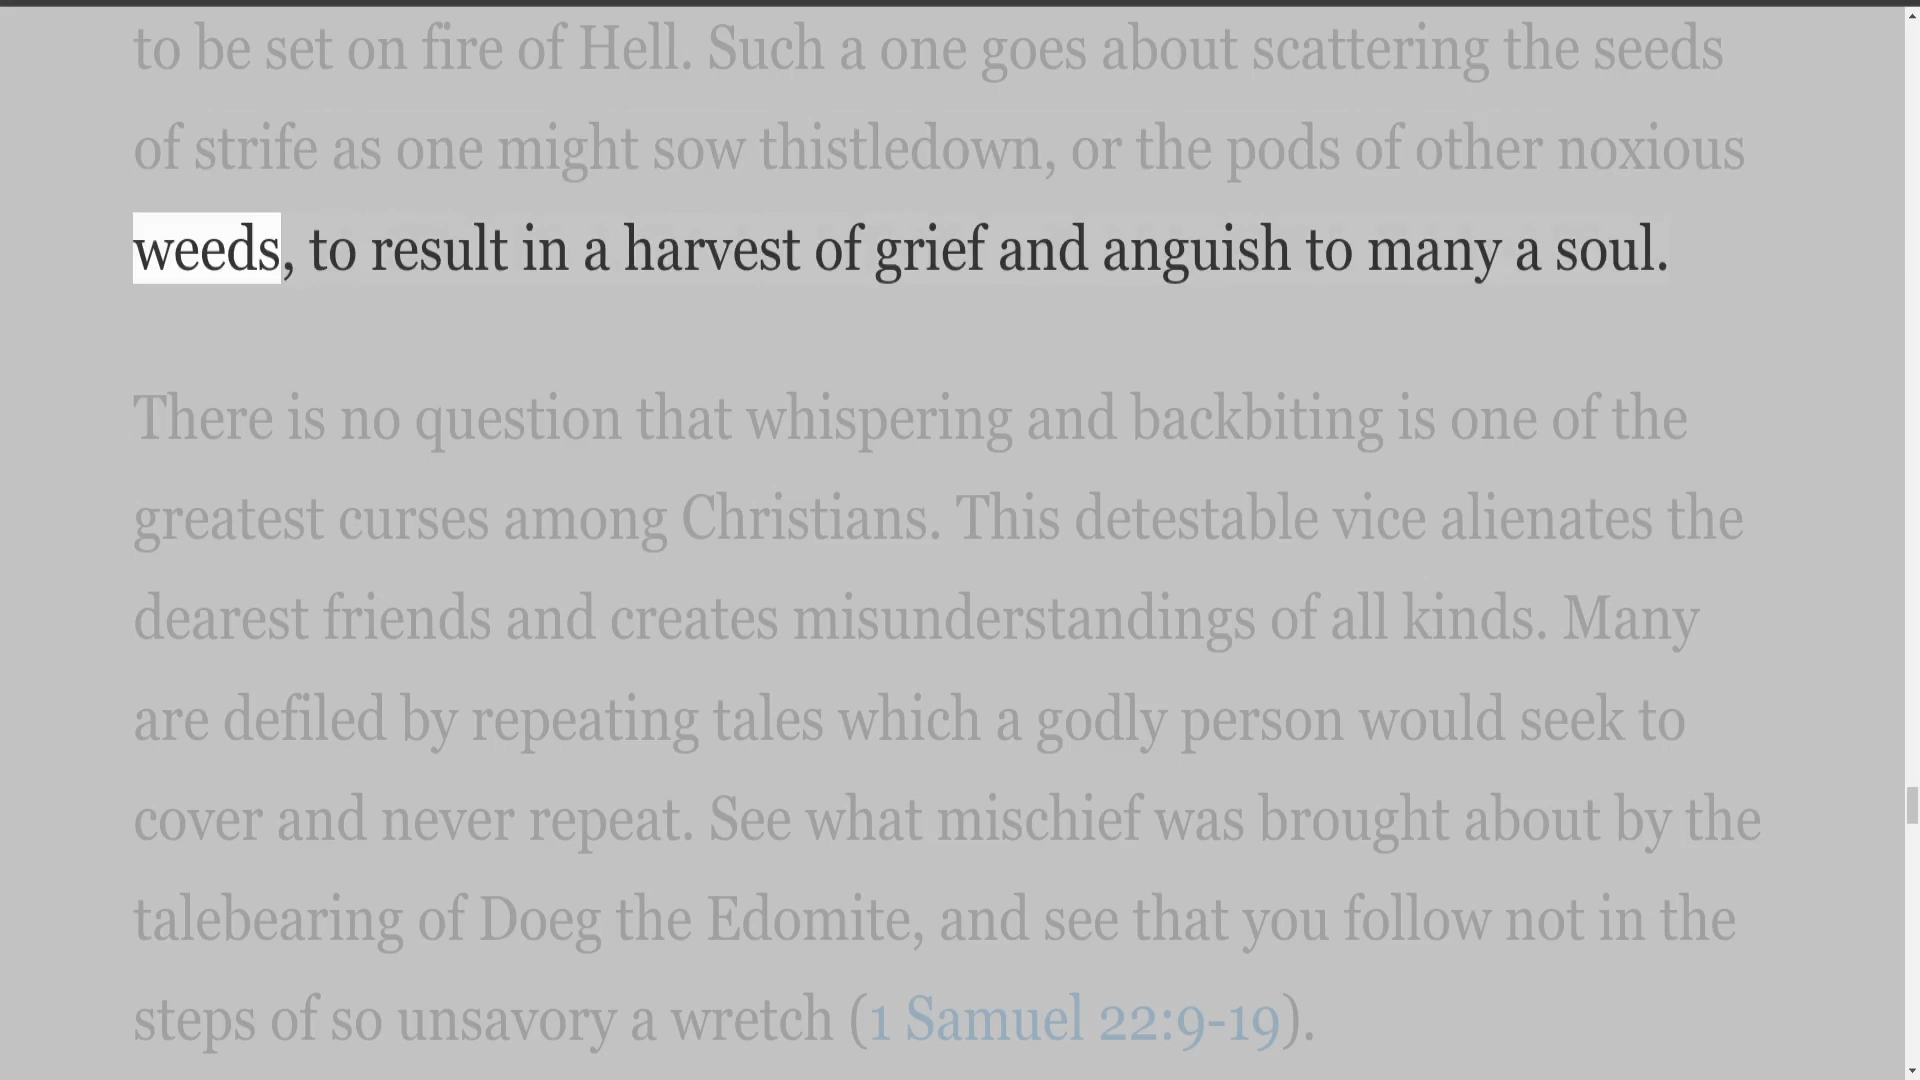 to be set on fire of Hell. Such a one goes about scattering the seeds
of strife as one might sow thistledown, or the pods of other noxious
weeds, to result in a harvest of grief and anguish to many a soul.
There is no question that whispering and backbiting is one of the
greatest curses among Christians. This detestable vice alienates the
dearest friends and creates misunderstandings of all kinds. Many
are defiled by repeating tales which a godly person would seek to
cover and never repeat. See what mischief was brought about by the
talebearing of Doeg the Edomite, and see that you follow not in the
steps of so unsavory a wretch (1 Samuel 22:9-19).